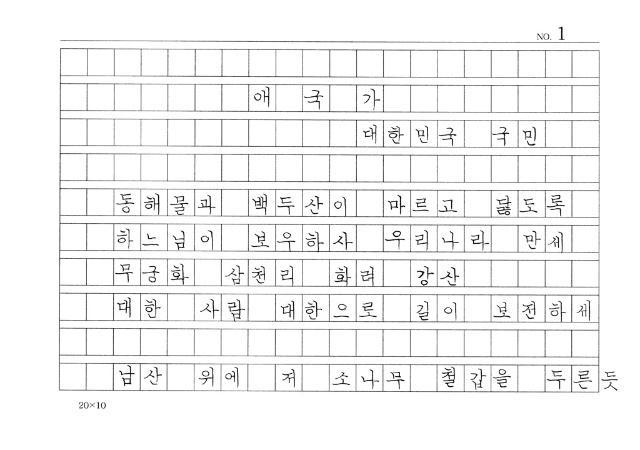 NO. 1
애 국 가
대한민국 국민
동해물과 백두산이 마르고 닳도록
하느님이 보우하사 우리나라 만세
무궁화 삼천리 화려 강산
대한 사람 대한으로 길이 보전하세
남산 위에 저 소나무 철갑을 두른듯
20×10